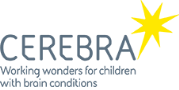 CEREBRA
Working wonders for children
with brain conditions